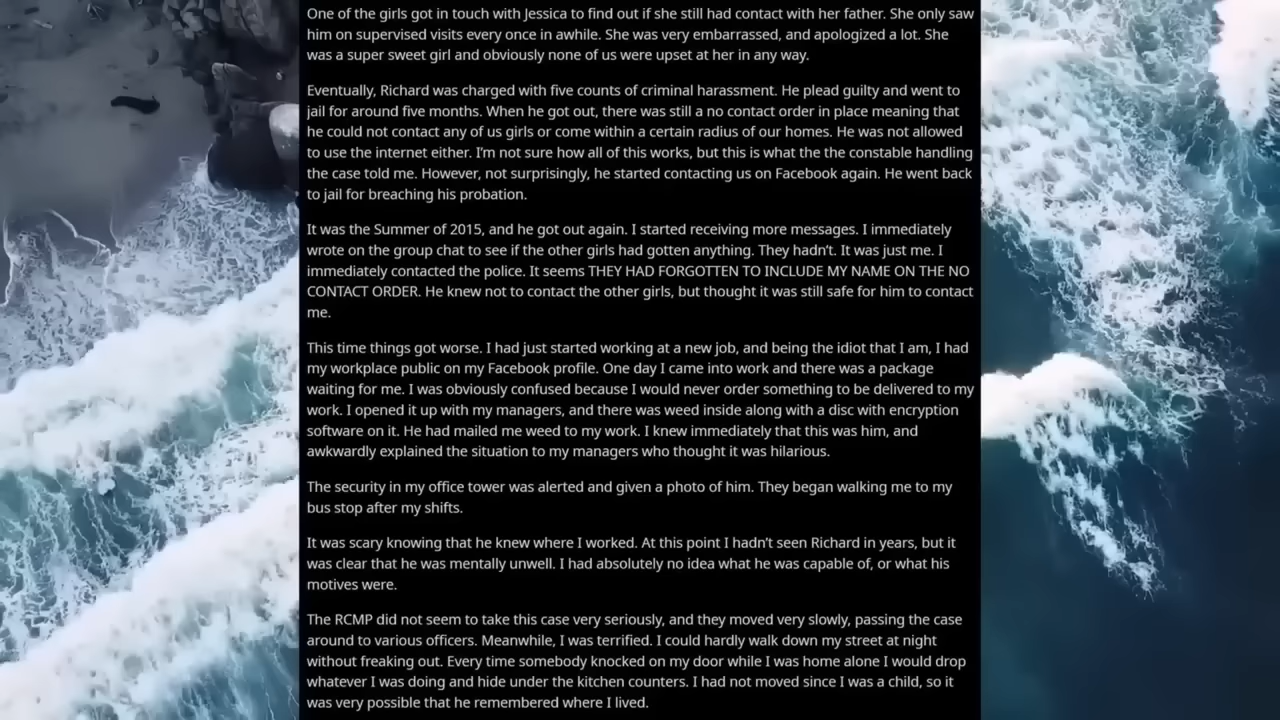 One of the girls got in touch with Jessica to find out if she still had contact with her father. She only saw
him on supervised visits every once in awhile. She was very embarrassed, and apologized a lot. She
was a super sweet girl and obviously none of us were upset at her in any way.
Eventually, Richard was charged with five counts of criminal harassment. He plead guilty and went to
jail for around five months. When he got out, there was still a no contact order in place meaning that
he could not contact any of us girls or come within a certain radius of our homes. He was not allowed
to use the internet either. I'm not sure how all of this works, but this is what the the constable handling
the case told me. However, not surprisingly, he started contacting us on Facebook again. He went back
to jail for breaching his probation.
It was the Summer of 2015, and he got out again. I started receiving more messages. I immediately
wrote on the group chat to see if the other girls had gotten anything. They hadn't. It was just me. I
immediately contacted the police. It seems THEY HAD FORGOTTEN TO INCLUDE MY NAME ON THE NO
CONTACT ORDER. He knew not to contact the other girls, but thought it was still safe for him to contact
me.
This time things got worse. I had just started working at a new job, and being the idiot that I am, I had
my workplace public on my Facebook profile. One day I came into work and there was a package
waiting for me. I was obviously confused because I would never order something to be delivered to my
work. I opened it up with my managers, and there was weed inside along with a disc with encryption
software on it. He had mailed me weed to my work. I knew immediately that this was him, and
awkwardly explained the situation to my managers who thought it was hilarious.
The security in my office tower was alerted and given a photo of him. They began walking me to my
bus stop after my shifts.
It was scary knowing that he knew where I worked. At this point I hadn't seen Richard in years, but it
was clear that he was mentally unwell. I had absolutely no idea what he was capable of, or what his
motives were.
The RCMP did not seem to take this case very seriously, and they moved very slowly, passing the case
around to various officers. Meanwhile, I was terrified. I could hardly walk down my street at night
without freaking out. Every time somebody knocked on my door while I was home alone I would drop
whatever I was doing and hide under the kitchen counters. I had not moved since I was a child, so it
was very possible that he remembered where I lived.